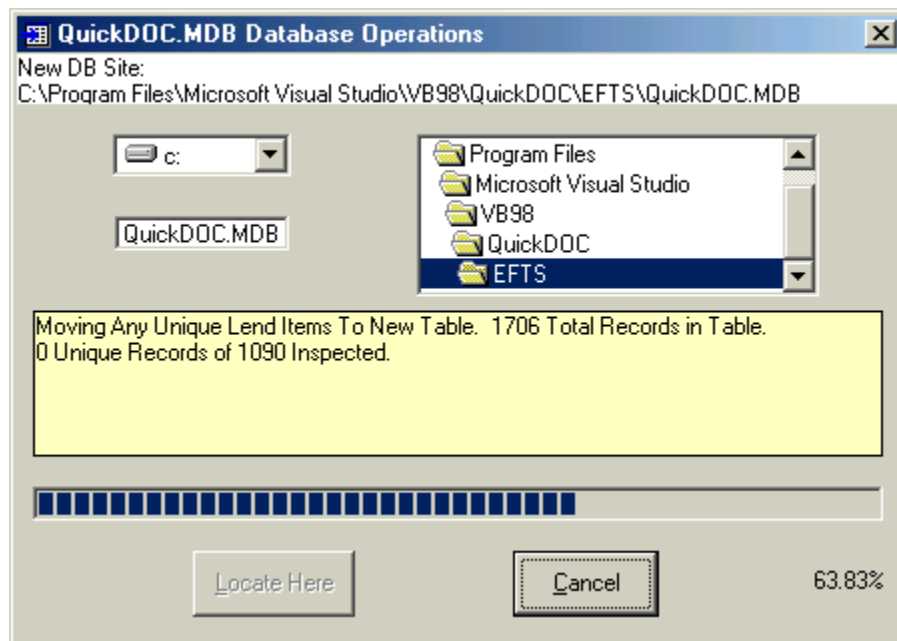 QuickDOC.MDB Database Operations
New DB Site:
C:\Program Files\Microsoft Visual Studio\VB98\QuickDOC\EFTS\QuickDOC.MDB
c:
Program Files
Microsoft Visual Studio
VB98
QuickDOC.MDB
QuickDOC
EFTS
Moving Any Unique Lend Items To New Table.  1706 Total Records in Table.
0 Unique Records of 1090 Inspected.
Locate Here
Cancel
63.83%